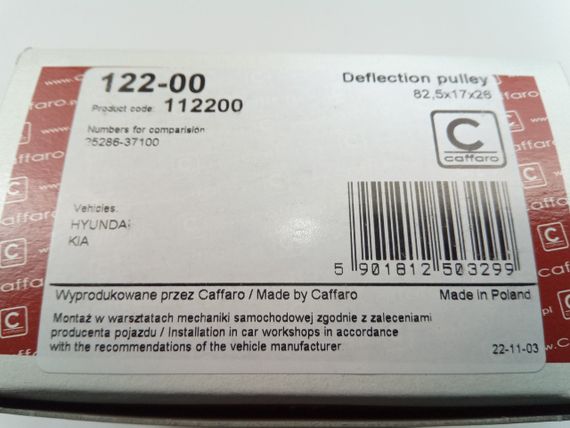 122-00
Product code: 112200
Deflection pulley
82,5x17x26
Numbers for comparision
25286-37100
C
caffaro
Vehicles:
HYUNDAI
KIA
5 901812 503299
Wyprodukowane przez Caffaro / Made by Caffaro
Made in Poland
Montaż w warsztatach mechaniki samochodowej zgodnie z zaleceniami
producenta pojazdu / Installation in car workshops in accordance
with the recommendations of the vehicle manufacturer
22-11-03